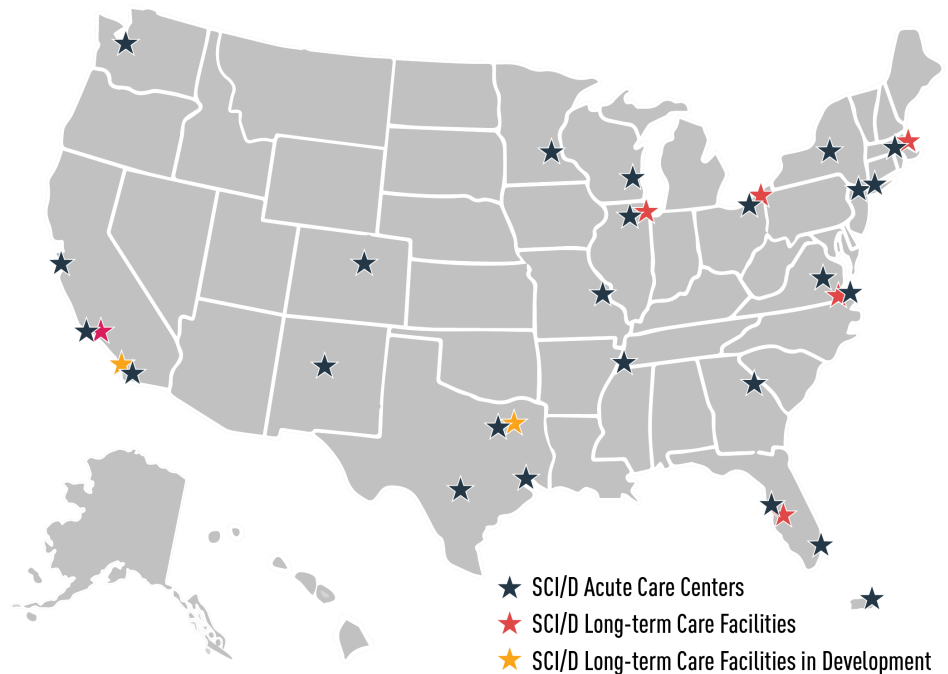 SCI/D Acute Care Centers
SCI/D Long-term Care Facilities
SCI/D Long-term Care Facilities in Development